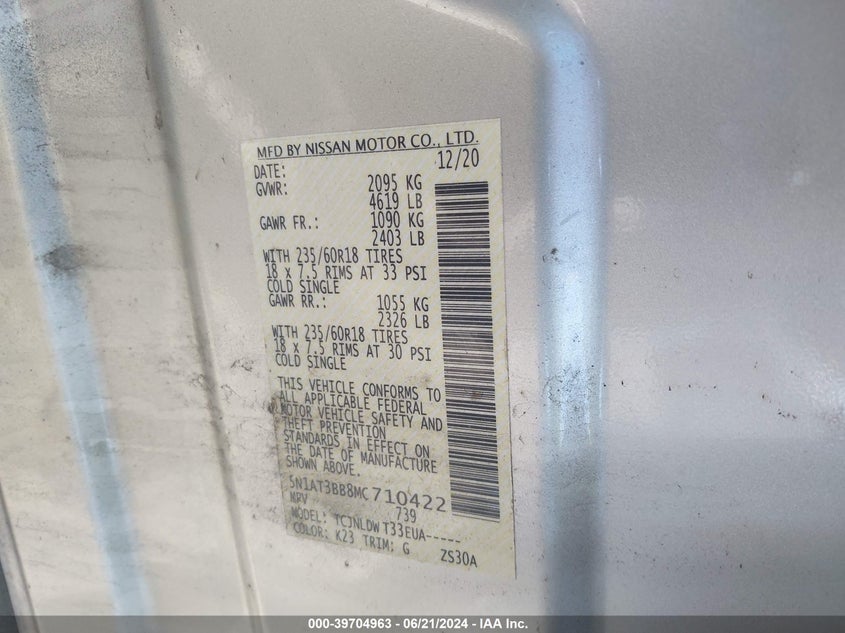 MFD BY NISSAN MOTOR CO., LTD.
DATE: 12/20
GVWR: 2095 KG
4619 LB
GAWR FR.: 1090 KG
2403 LB
WITH 235/60R18 TIRES
18 x 7.5 RIMS AT 33 PSI
COLD SINGLE
GAWR RR.: 1055 KG
2326 LB
WITH 235/60R18 TIRES
18 x 7.5 RIMS AT 30 PSI
COLD SINGLE
THIS VEHICLE CONFORMS TO
ALL APPLICABLE FEDERAL
MOTOR VEHICLE SAFETY AND
THEFT PREVENTION
STANDARDS IN EFFECT ON
THE DATE OF MANUFACTURE
SHOWN ABOVE.
5N1AT3BB8MC710422
MPV 739
MODEL: TCJNLDW T33EUA-----
COLOR: K23 TRIM: G ZS30A
000-39704963 - 06/21/2024 - IAA Inc.